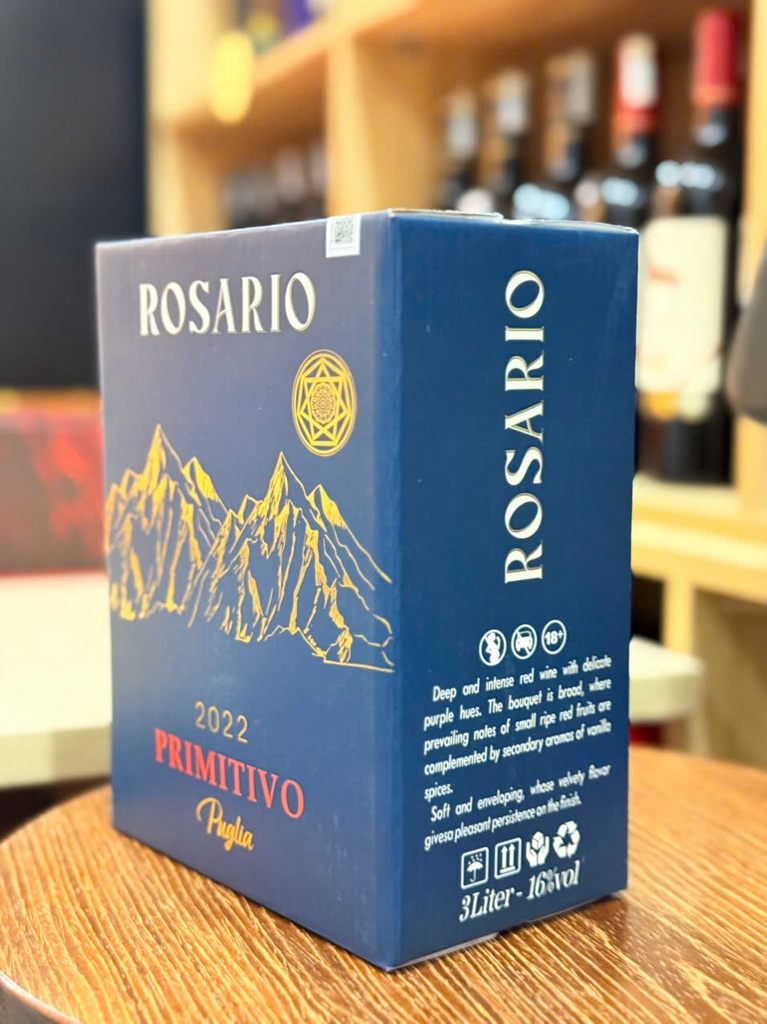 ROSARIO
2022
PRIMITIVO
Puglia
ROSARIO
18+
Deep and intense red wine with delicate
purple hues. The bouquet is broad, where
prevailing notes of small ripe red fruits are
complemented by secondary aromas of vanilla
spices.
Soft and enveloping, whose velvety flavor
givesa pleasant persistence on the finish.
3Liter - 16%vol